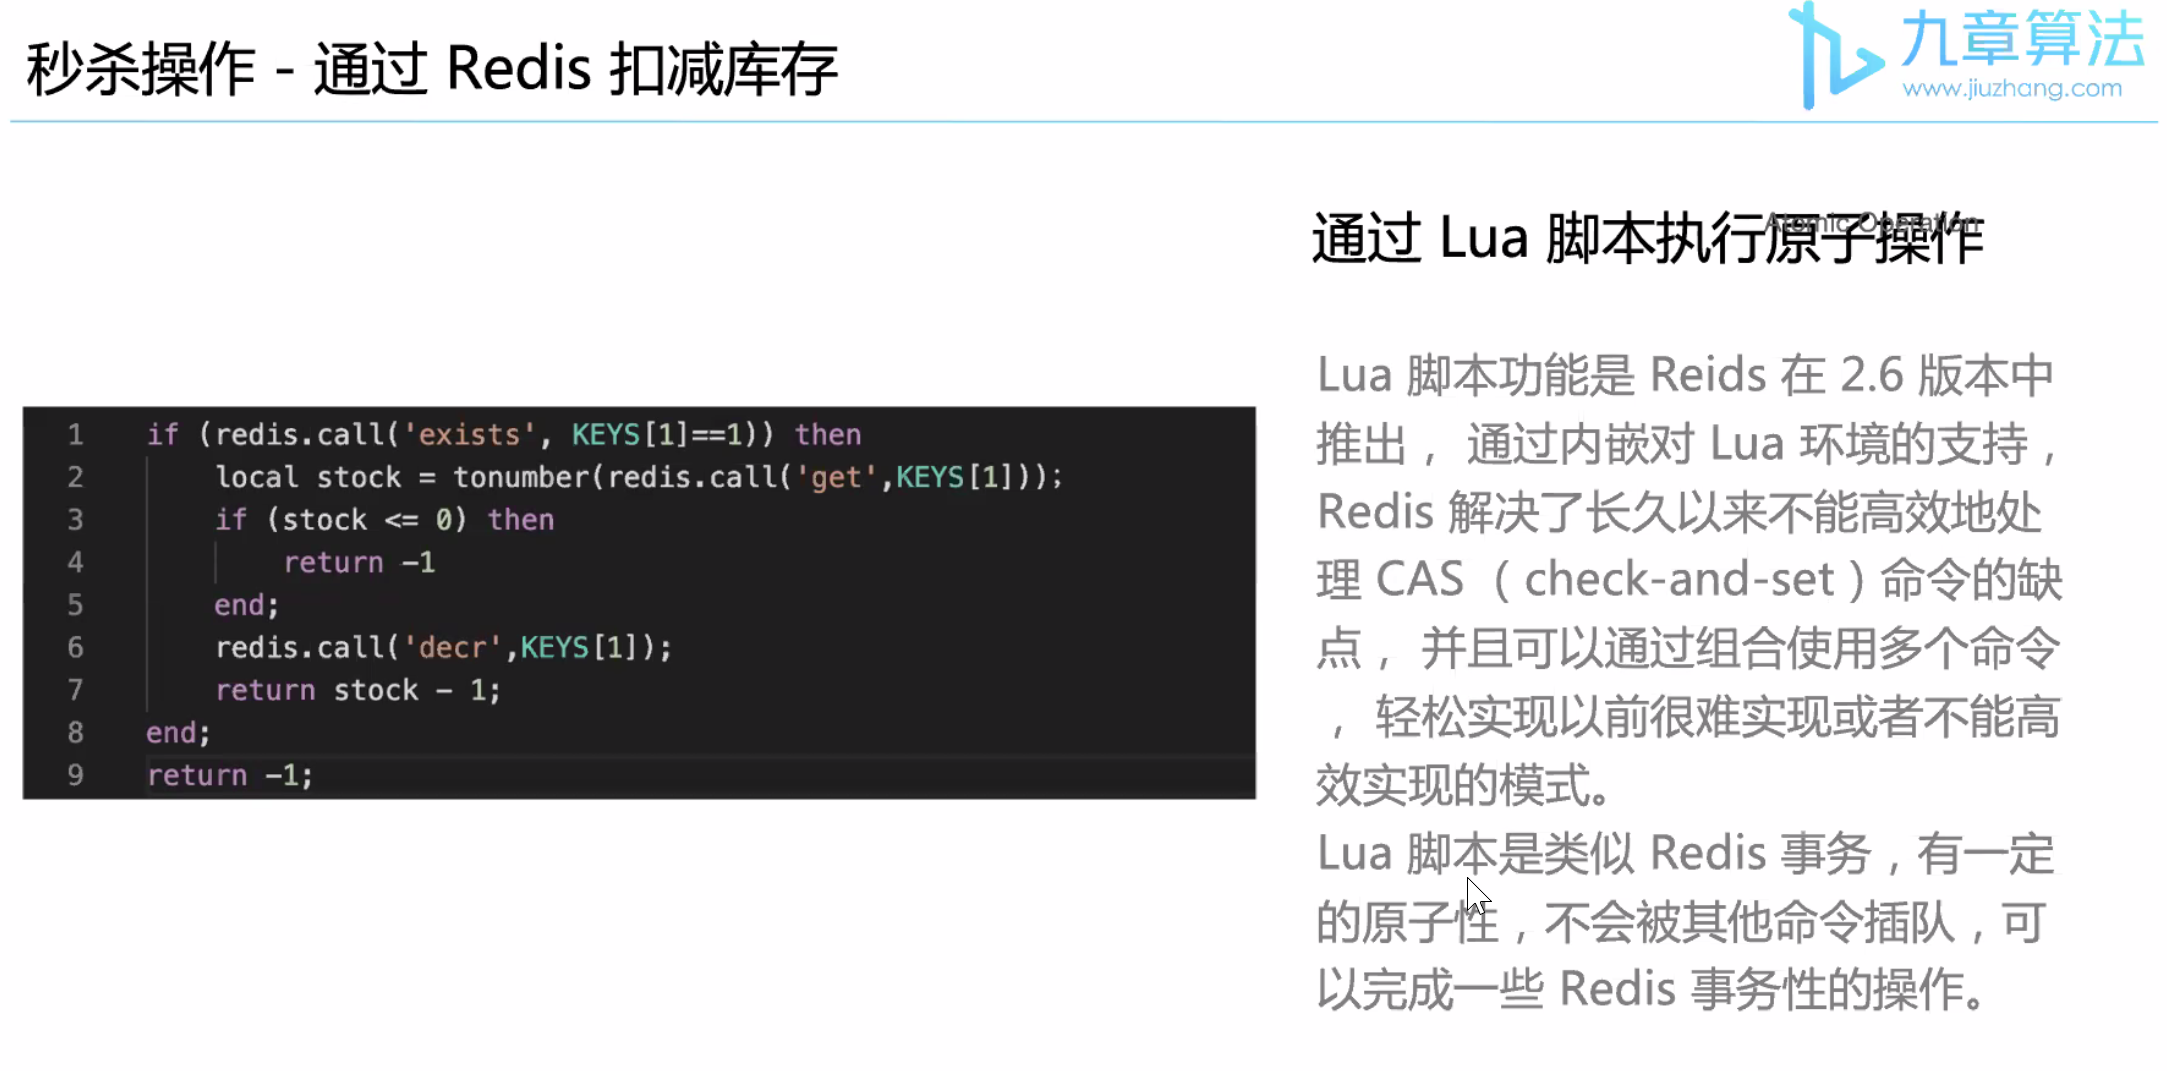 秒杀操作 - 通过 Redis 扣减库存
九章算法
www.jiuzhang.com
1 if (redis.call('exists', KEYS[1]==1)) then
2 local stock = tonumber(redis.call('get',KEYS[1]));
3 if (stock <= 0) then
4 return -1
5 end;
6 redis.call('decr',KEYS[1]);
7 return stock - 1;
8 end;
9 return -1;
Atomic Operation
通过 Lua 脚本执行原子操作
Lua 脚本功能是 Reids 在 2.6 版本中
推出， 通过内嵌对 Lua 环境的支持，
Redis 解决了长久以来不能高效地处
理 CAS （check-and-set）命令的缺
点， 并且可以通过组合使用多个命令
， 轻松实现以前很难实现或者不能高
效实现的模式。
Lua 脚本是类似 Redis 事务，有一定
的原子性，不会被其他命令插队，可
以完成一些 Redis 事务性的操作。